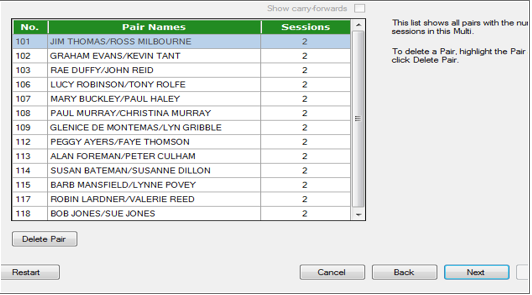 Show carry-forwards
No. Pair Names Sessions
101 JIM THOMAS/ROSS MILBOURNE 2
102 GRAHAM EVANS/KEVIN TANT 2
103 RAE DUFFY/JOHN REID 2
106 LUCY ROBINSON/TONY ROLFE 2
107 MARY BUCKLEY/PAUL HALEY 2
108 PAUL MURRAY/CHRISTINA MURRAY 2
109 GLENICE DE MONTEMAS/LYN GRIBBLE 2
112 PEGGY AYERS/FAYE THOMSON 2
113 ALAN FOREMAN/PETER CULHAM 2
114 SUSAN BATEMAN/SUSANNE DILLON 2
115 BARB MANSFIELD/LYNNE POVEY 2
117 ROBIN LARDNER/VALERIE REED 2
118 BOB JONES/SUE JONES 2
This list shows all pairs with the
sessions in this Multi.
To delete a Pair, highlight the Pair
click Delete Pair.
Delete Pair
Restart Cancel Back Next